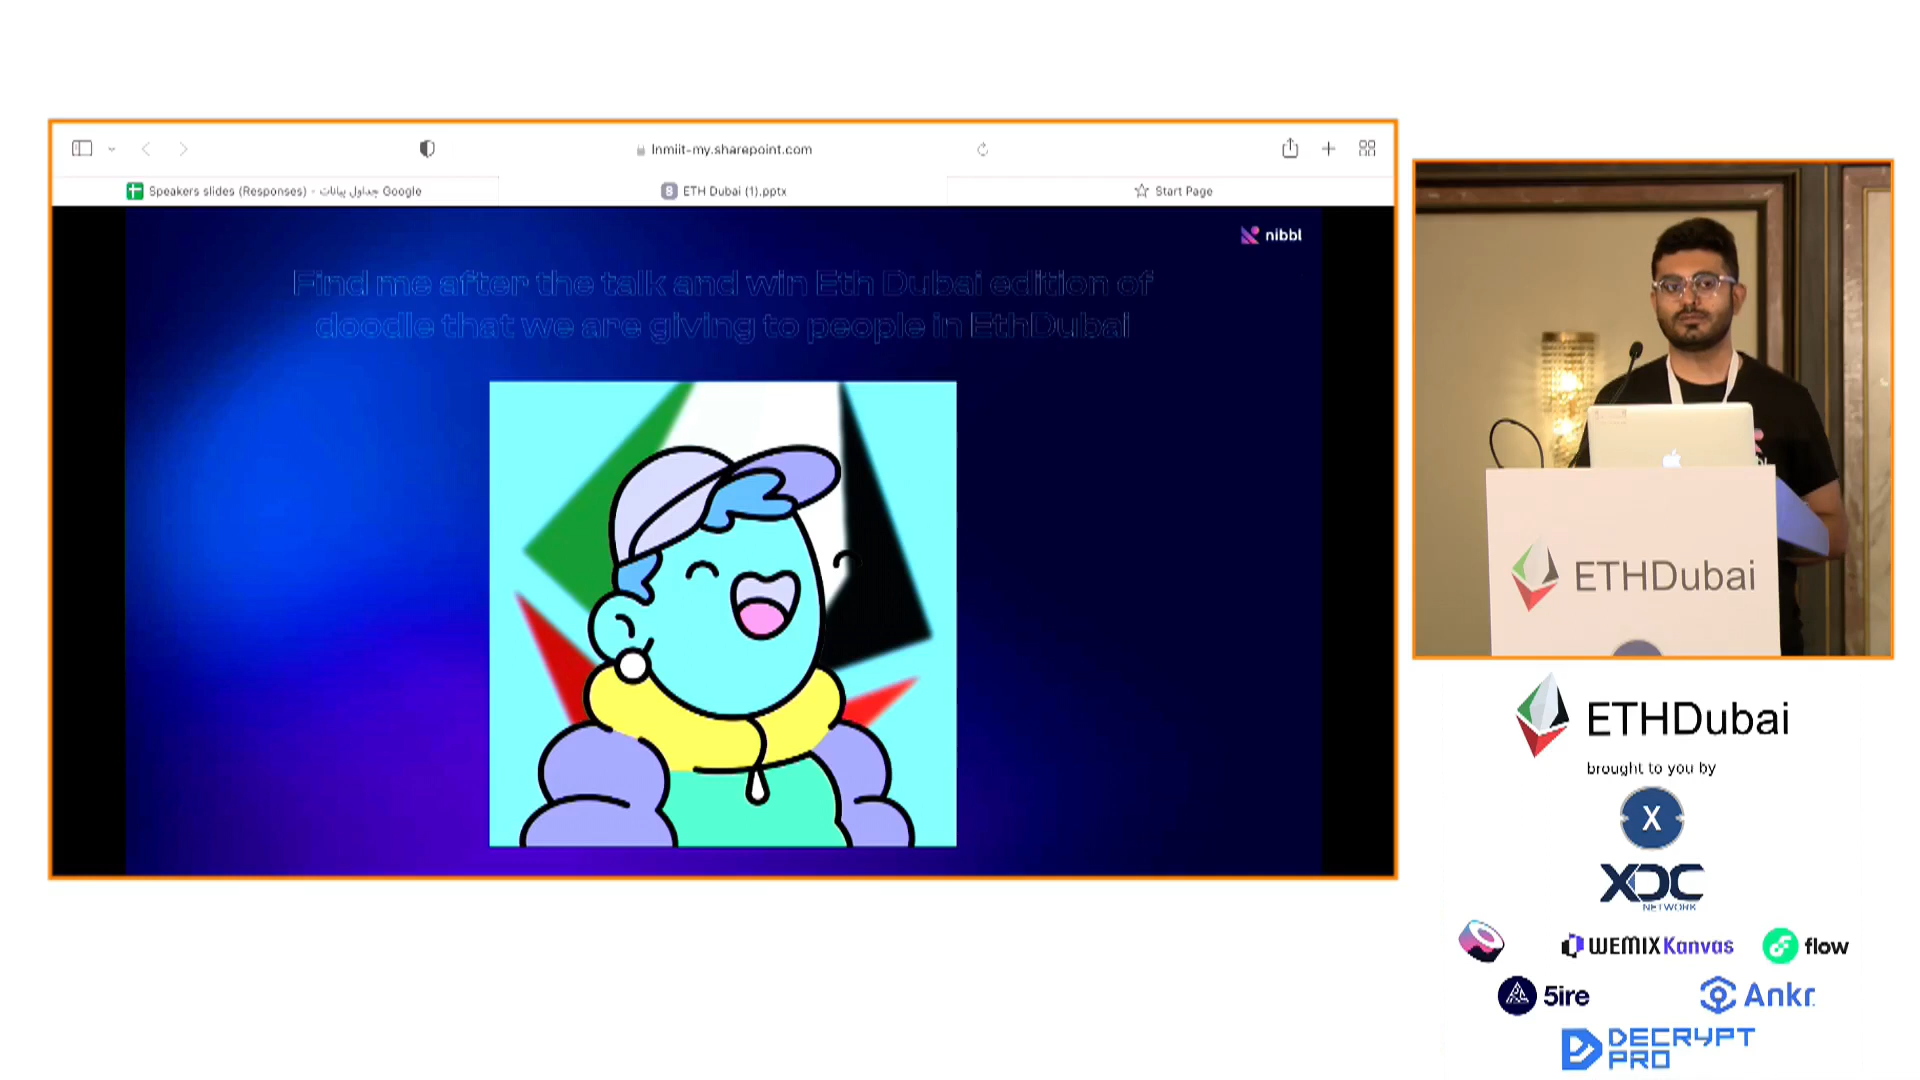 lnmiit-my.sharepoint.com
Speakers slides (Responses) - جداول بيانات Google
ETH Dubai (1).pptx
Start Page
nibbl
Find me after the talk and win Eth Dubai edition of
doodle that we are giving to people in EthDubai
ETHDubai
ETHDubai
brought to you by
X
XDC
NETWORK
WEMIX Kanvas
flow
5ire
Ankr
DECRYPT
PRO